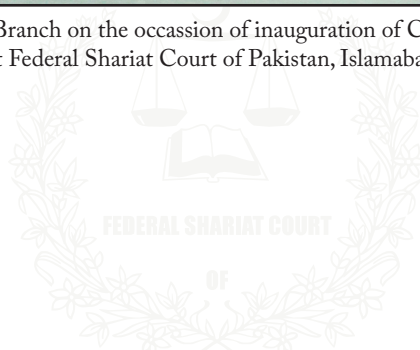 Branch on the occassion of inauguration of C
t Federal Shariat Court of Pakistan, Islamaba
FEDERAL SHARIAT COURT
OF